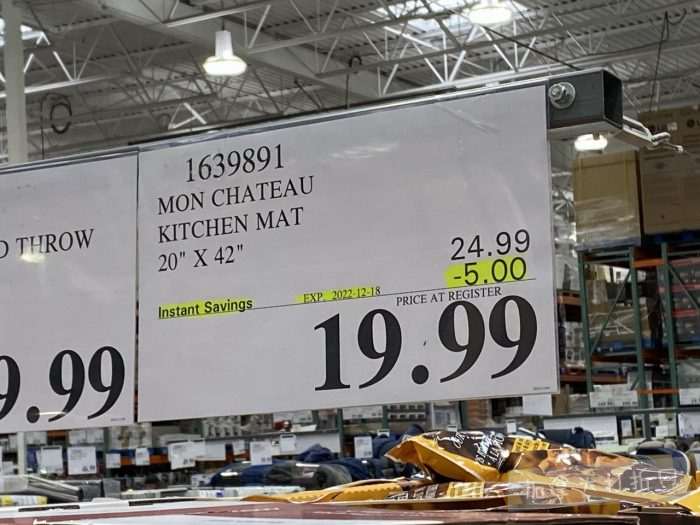 D THROW
9.99
1639891
MON CHATEAU
KITCHEN MAT
20" X 42"
24.99
-5.00
Instant Savings
EXP. 2022-12-18
PRICE AT REGISTER
19.99